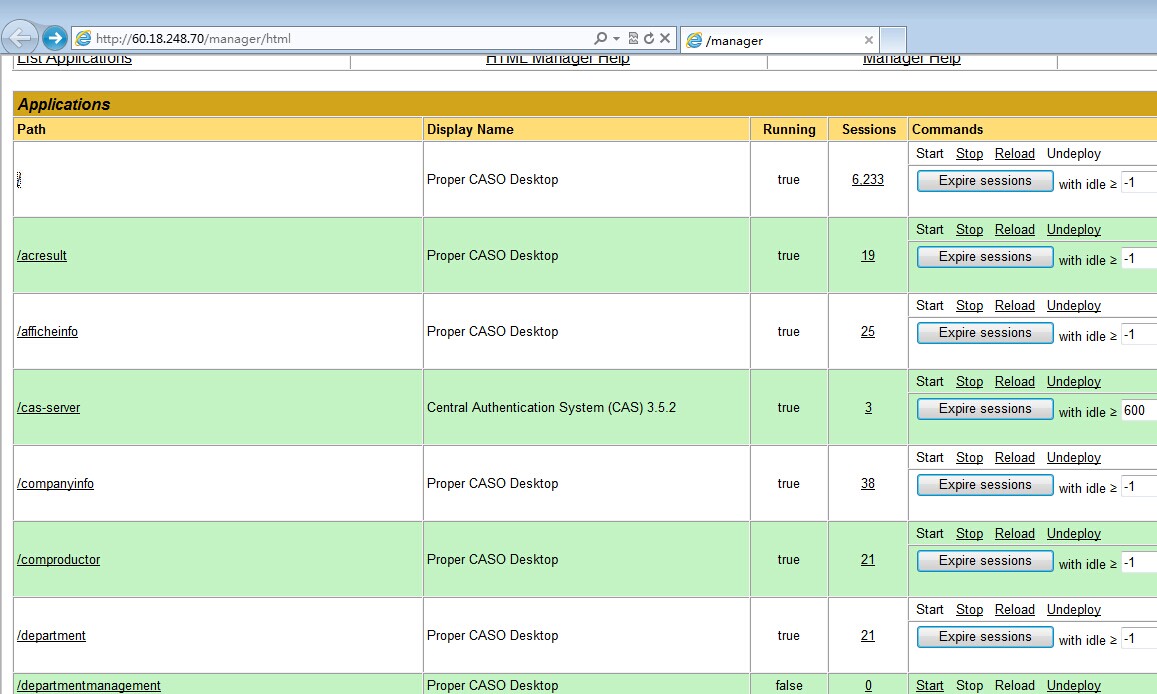 http://60.18.248.70/manager/html
/manager
List Applications HTML Manager Help Manager Help
Applications
Path Display Name Running Sessions Commands
Start Stop Reload Undeploy
/ Proper CASO Desktop true 6,233
Expire sessions with idle ≥ -1
Start Stop Reload Undeploy
/acresult Proper CASO Desktop true 19
Expire sessions with idle ≥ -1
Start Stop Reload Undeploy
/afficheinfo Proper CASO Desktop true 25
Expire sessions with idle ≥ -1
Start Stop Reload Undeploy
/cas-server Central Authentication System (CAS) 3.5.2 true 3
Expire sessions with idle ≥ 600
Start Stop Reload Undeploy
/companyinfo Proper CASO Desktop true 38
Expire sessions with idle ≥ -1
Start Stop Reload Undeploy
/comproductor Proper CASO Desktop true 21
Expire sessions with idle ≥ -1
Start Stop Reload Undeploy
/department Proper CASO Desktop true 21
Expire sessions with idle ≥ -1
/departmentmanagement Proper CASO Desktop false 0 Start Stop Reload Undeploy